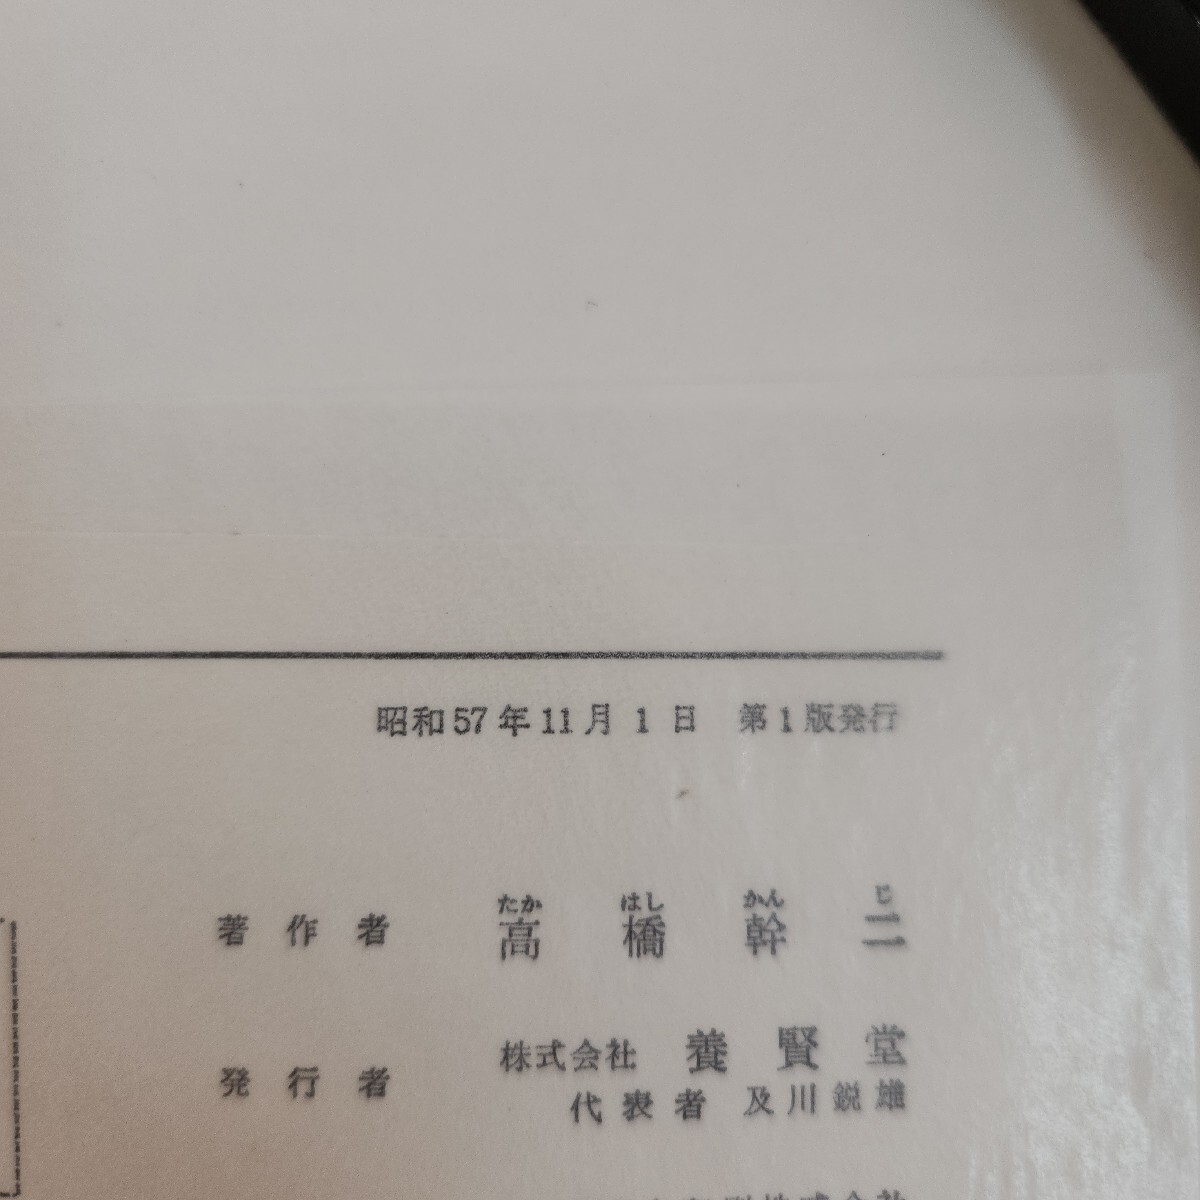 昭和57年11月1日 第1版発行
たか はし かん じ
著作者 高橋幹二
発行者 株式会社 養賢堂
代表者 及川鋭雄